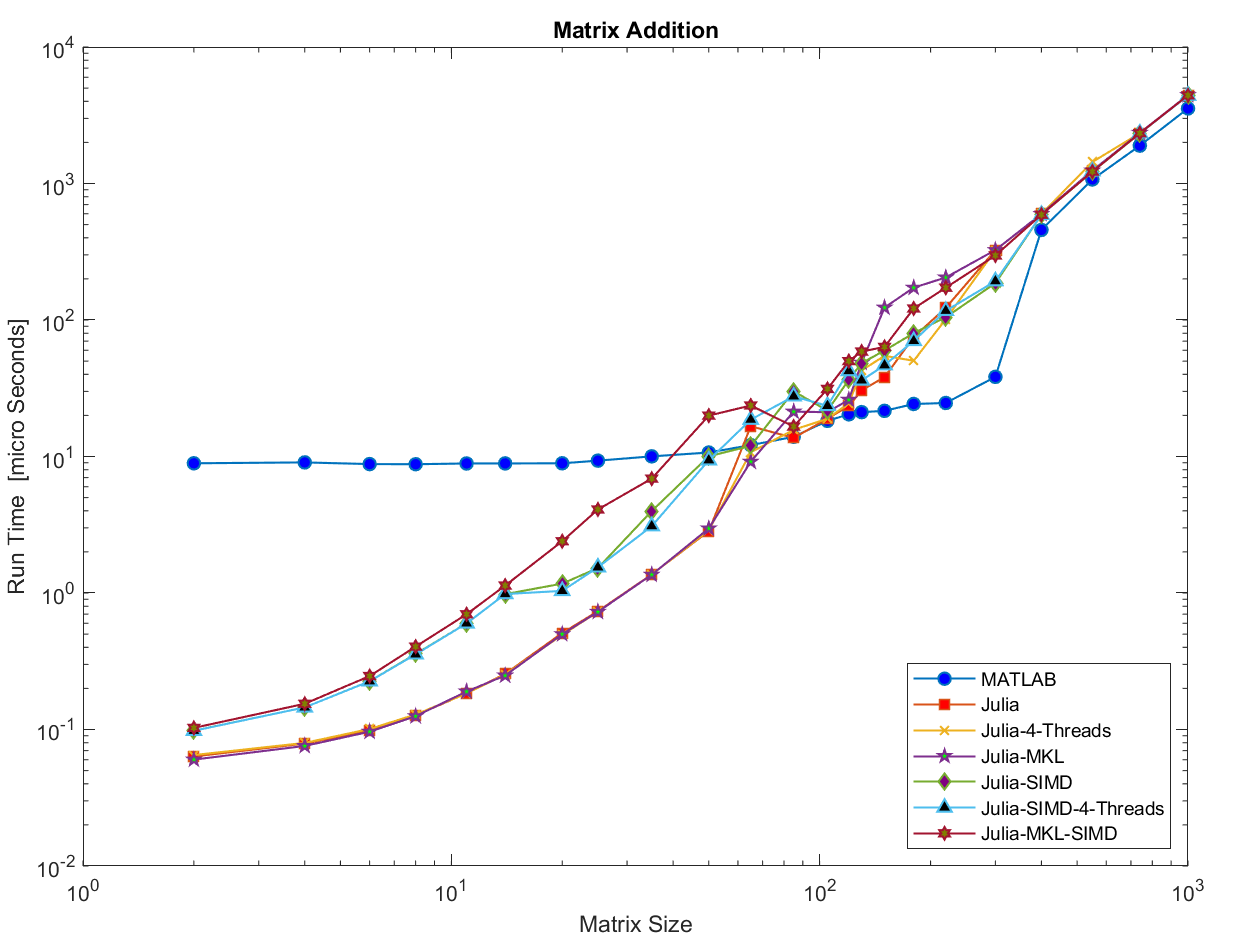 Matrix Addition
10^4
10^3
10^2
10^1
10^0
10^-1
10^-2
Run Time [micro Seconds]
10^0 10^1 10^2 10^3
Matrix Size
MATLAB
Julia
Julia-4-Threads
Julia-MKL
Julia-SIMD
Julia-SIMD-4-Threads
Julia-MKL-SIMD